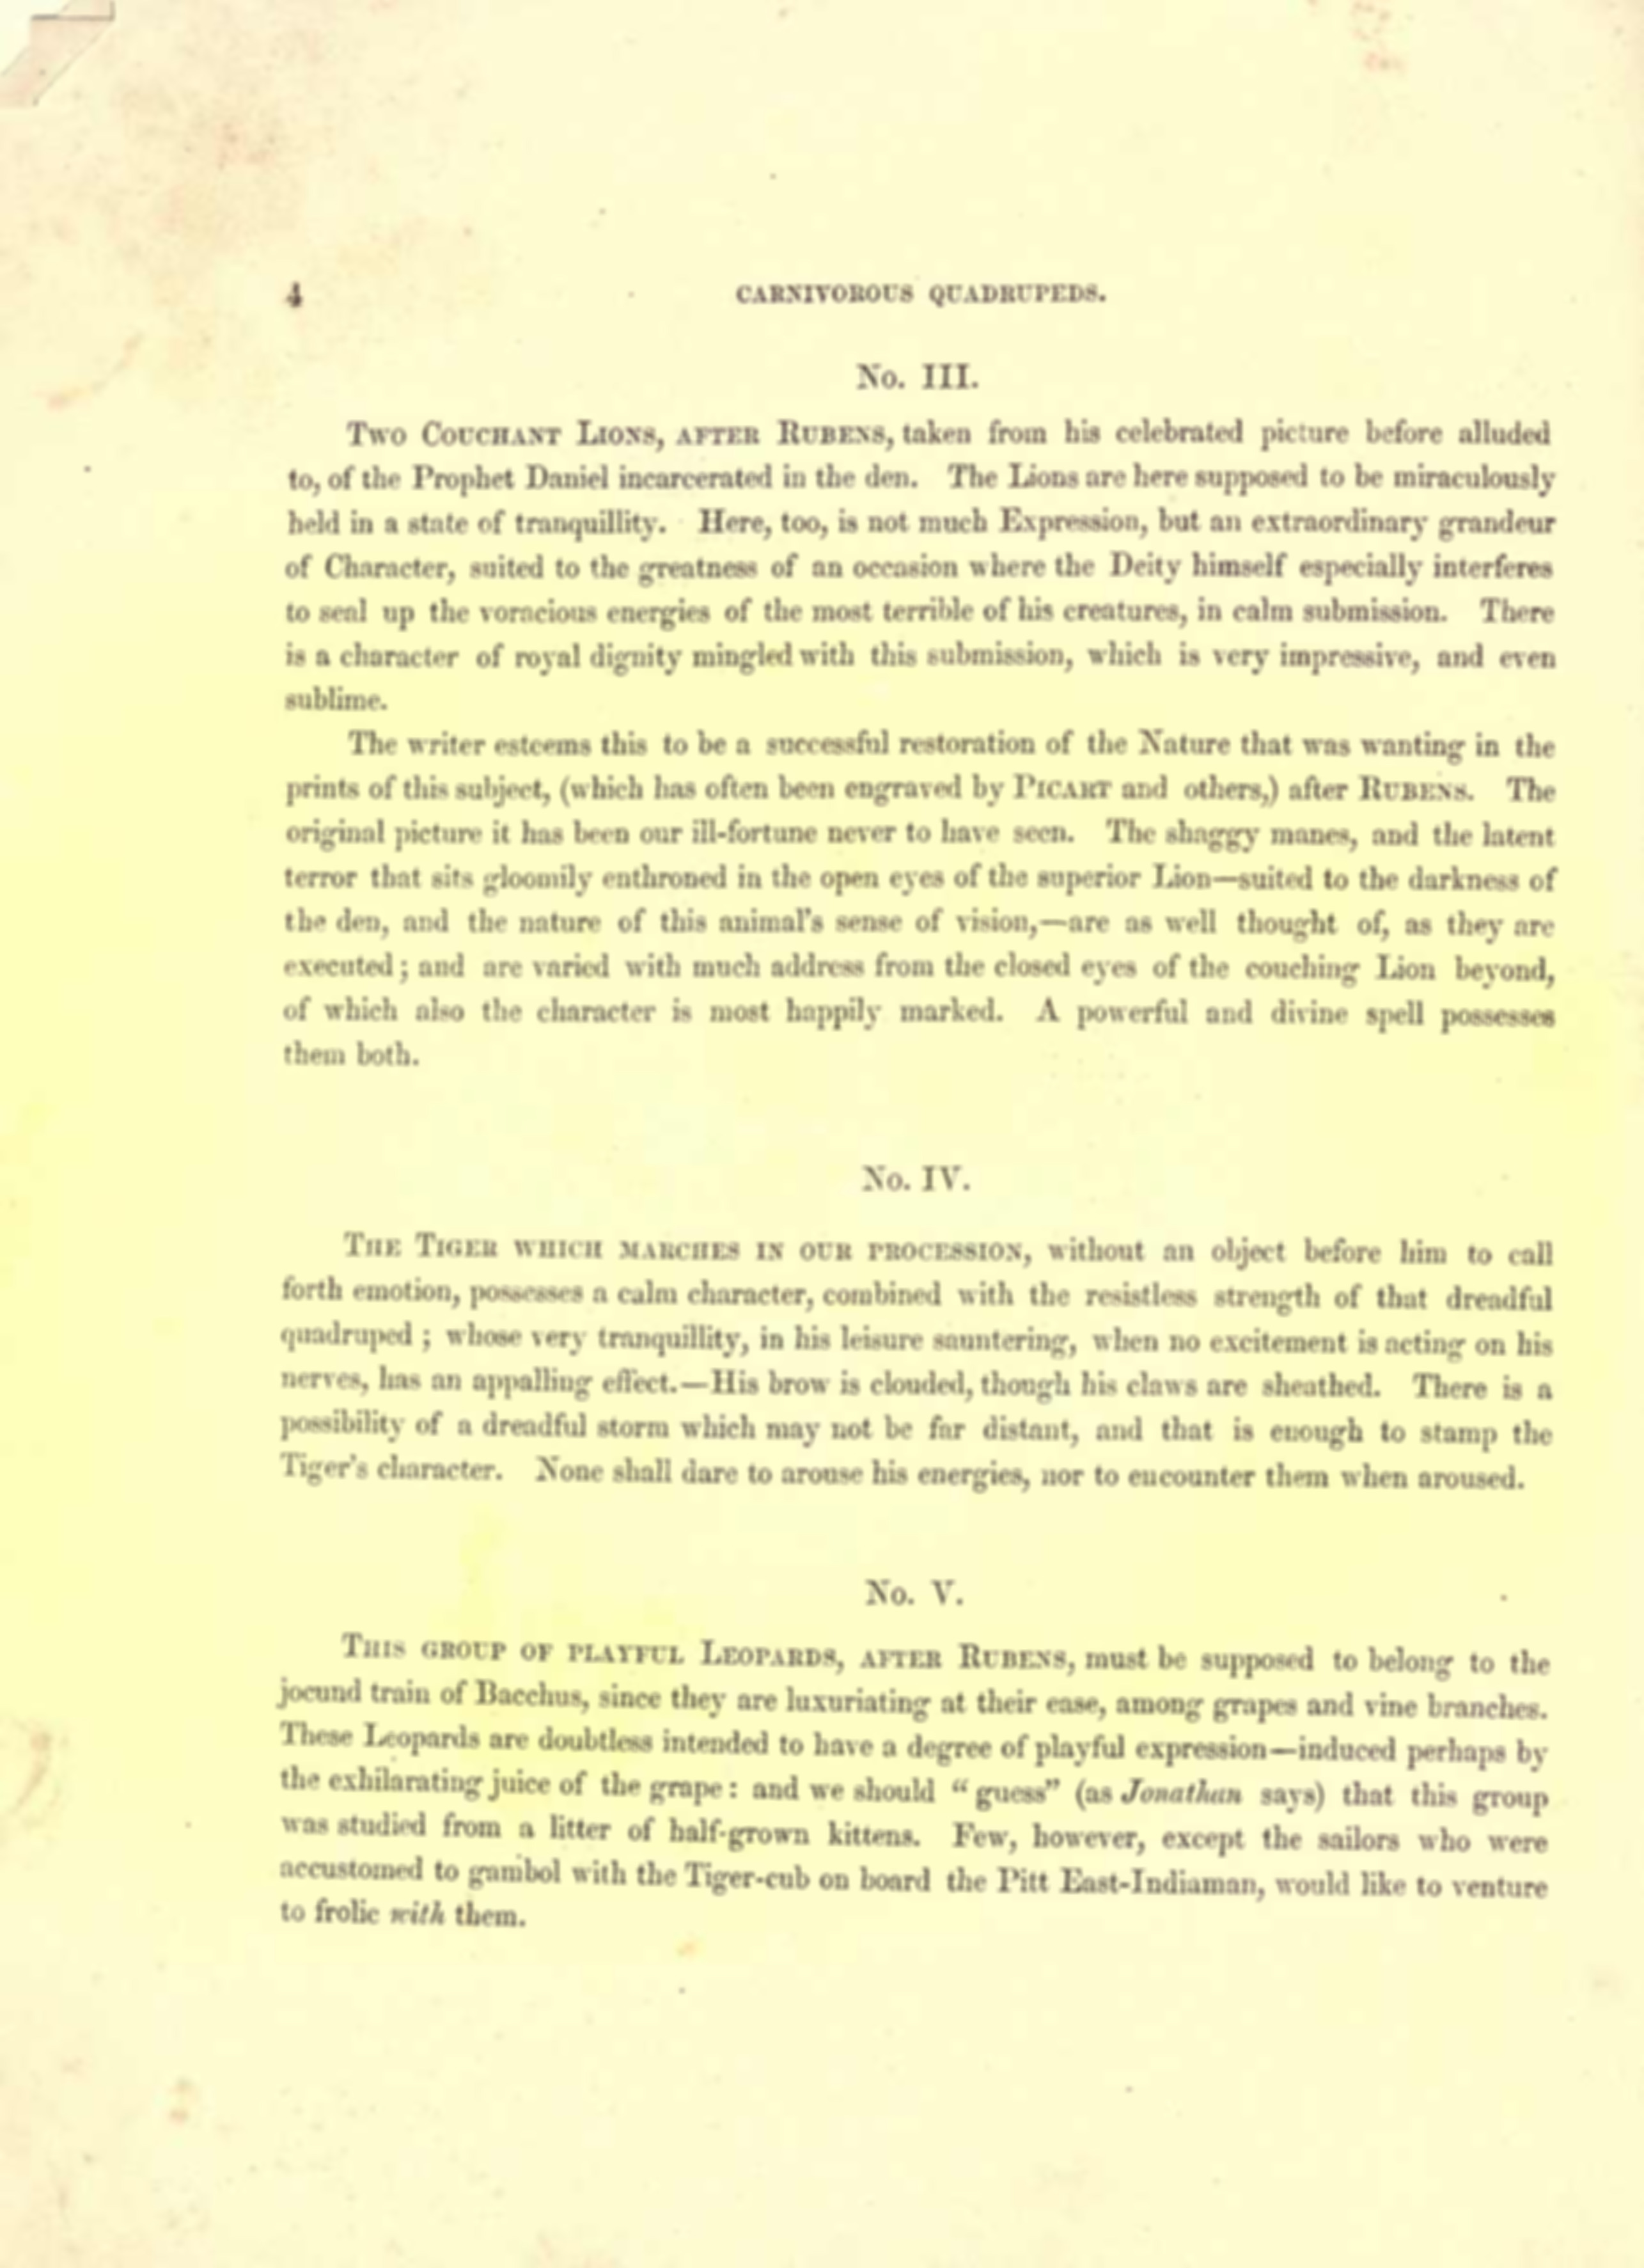 4 CARNIVOROUS QUADRUPEDS.
No. III.
Two Couchant Lions, after Rubens, taken from his celebrated picture before alluded
to, of the Prophet Daniel incarcerated in the den. The Lions are here supposed to be miraculously
held in a state of tranquillity. Here, too, is not much Expression, but an extraordinary grandeur
of Character, suited to the greatness of an occasion where the Deity himself especially interferes
to seal up the voracious energies of the most terrible of his creatures, in calm submission. There
is a character of royal dignity mingled with this submission, which is very impressive, and even
sublime.
The writer esteems this to be a successful restoration of the Nature that was wanting in the
prints of this subject, (which has often been engraved by Picart and others,) after Rubens. The
original picture it has been our ill-fortune never to have seen. The shaggy manes, and the latent
terror that sits gloomily enthroned in the open eyes of the superior Lion—suited to the darkness of
the den, and the nature of this animal's sense of vision,—are as well thought of, as they are
executed; and are varied with much address from the closed eyes of the couching Lion beyond,
of which also the character is most happily marked. A powerful and divine spell possesses
them both.
No. IV.
The Tiger which marches in our procession, without an object before him to call
forth emotion, possesses a calm character, combined with the resistless strength of that dreadful
quadruped; whose very tranquillity, in his leisure sauntering, when no excitement is acting on his
nerves, has an appalling effect.—His brow is clouded, though his claws are sheathed. There is a
possibility of a dreadful storm which may not be far distant, and that is enough to stamp the
Tiger's character. None shall dare to arouse his energies, nor to encounter them when aroused.
No. V.
This group of playful Leopards, after Rubens, must be supposed to belong to the
jocund train of Bacchus, since they are luxuriating at their ease, among grapes and vine branches.
These Leopards are doubtless intended to have a degree of playful expression—induced perhaps by
the exhilarating juice of the grape: and we should "guess" (as Jonathan says) that this group
was studied from a litter of half-grown kittens. Few, however, except the sailors who were
accustomed to gambol with the Tiger-cub on board the Pitt East-Indiaman, would like to venture
to frolic with them.